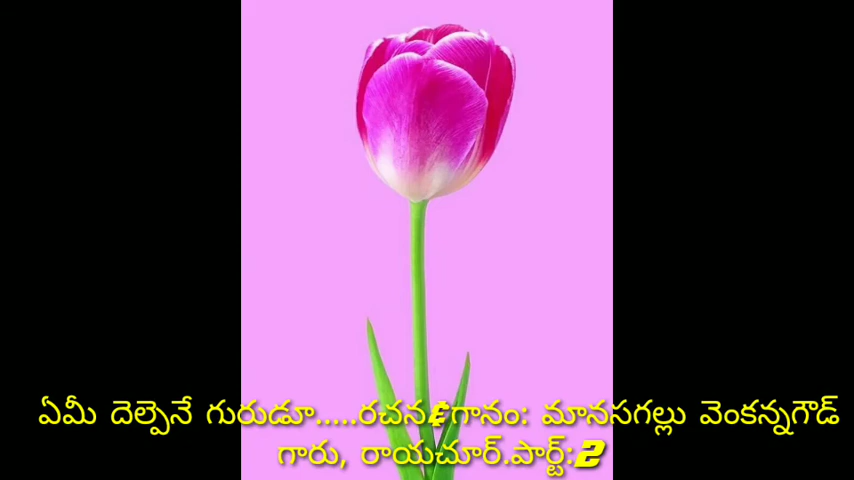 ఏమీ దెల్పెనే గురుడూ.....రచన&గానం: మానసగల్లు వెంకన్నగౌడ్
గారు, రాయచూర్.పార్ట్:2